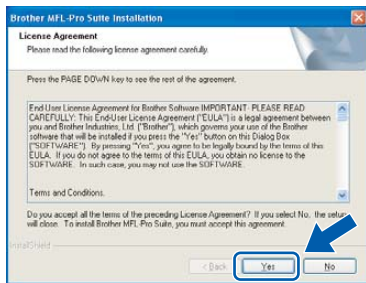 Brother MFL-Pro Suite Installation
License Agreement
Please read the following license agreement carefully.
Press the PAGE DOWN key to see the rest of the agreement.
End-User License Agreement for Brother Software IMPORTANT- PLEASE READ
CAREFULLY: This End-User License Agreement ("EULA") is a legal agreement between
you and Brother Industries, Ltd. ("Brother"), which governs your use of the Brother
software that will be installed if you press the "Yes" button on this Dialog Box
("SOFTWARE"). By pressing "Yes", you agree to be legally bound by the terms of this
EULA. If you do not agree to the terms of this EULA, you obtain no license to the
SOFTWARE. In such case, you may not use the SOFTWARE.
Terms and Conditions.
Do you accept all the terms of the preceding License Agreement? If you select No, the setup
will close. To install Brother MFL-Pro Suite, you must accept this agreement.
InstallShield
< Back
Yes
No